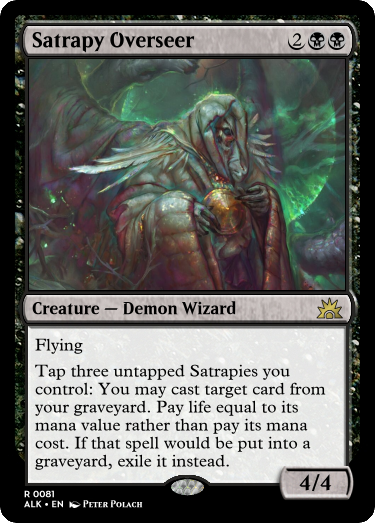 Satrapy Overseer 2
Creature — Demon Wizard
Flying
Tap three untapped Satrapies you
control: You may cast target card from
your graveyard. Pay life equal to its
mana value rather than pay its mana
cost. If that spell would be put into a
graveyard, exile it instead.
4/4
R 0081
ALK • EN Peter Polach